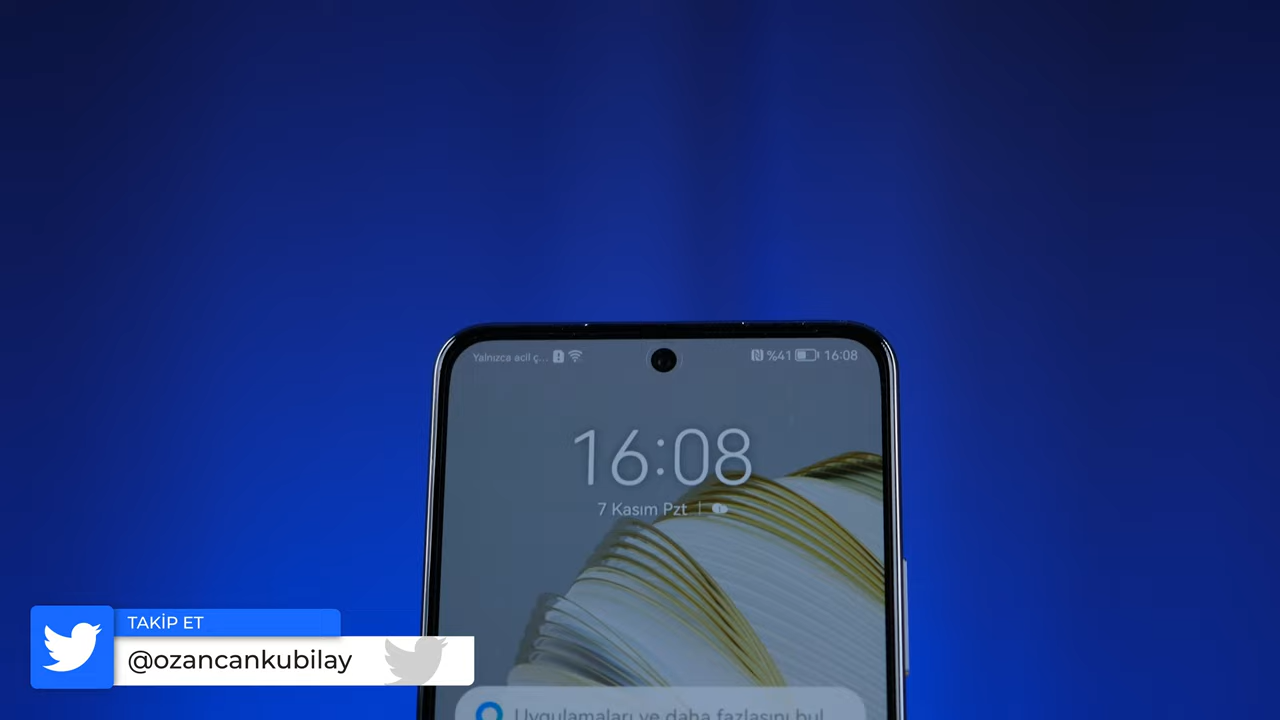 Yalnızca acil ç...
%41 16:08
16:08
7 Kasım Pzt
Uygulamaları ve daha fazlasını bul
TAKİP ET
@ozancankubilay